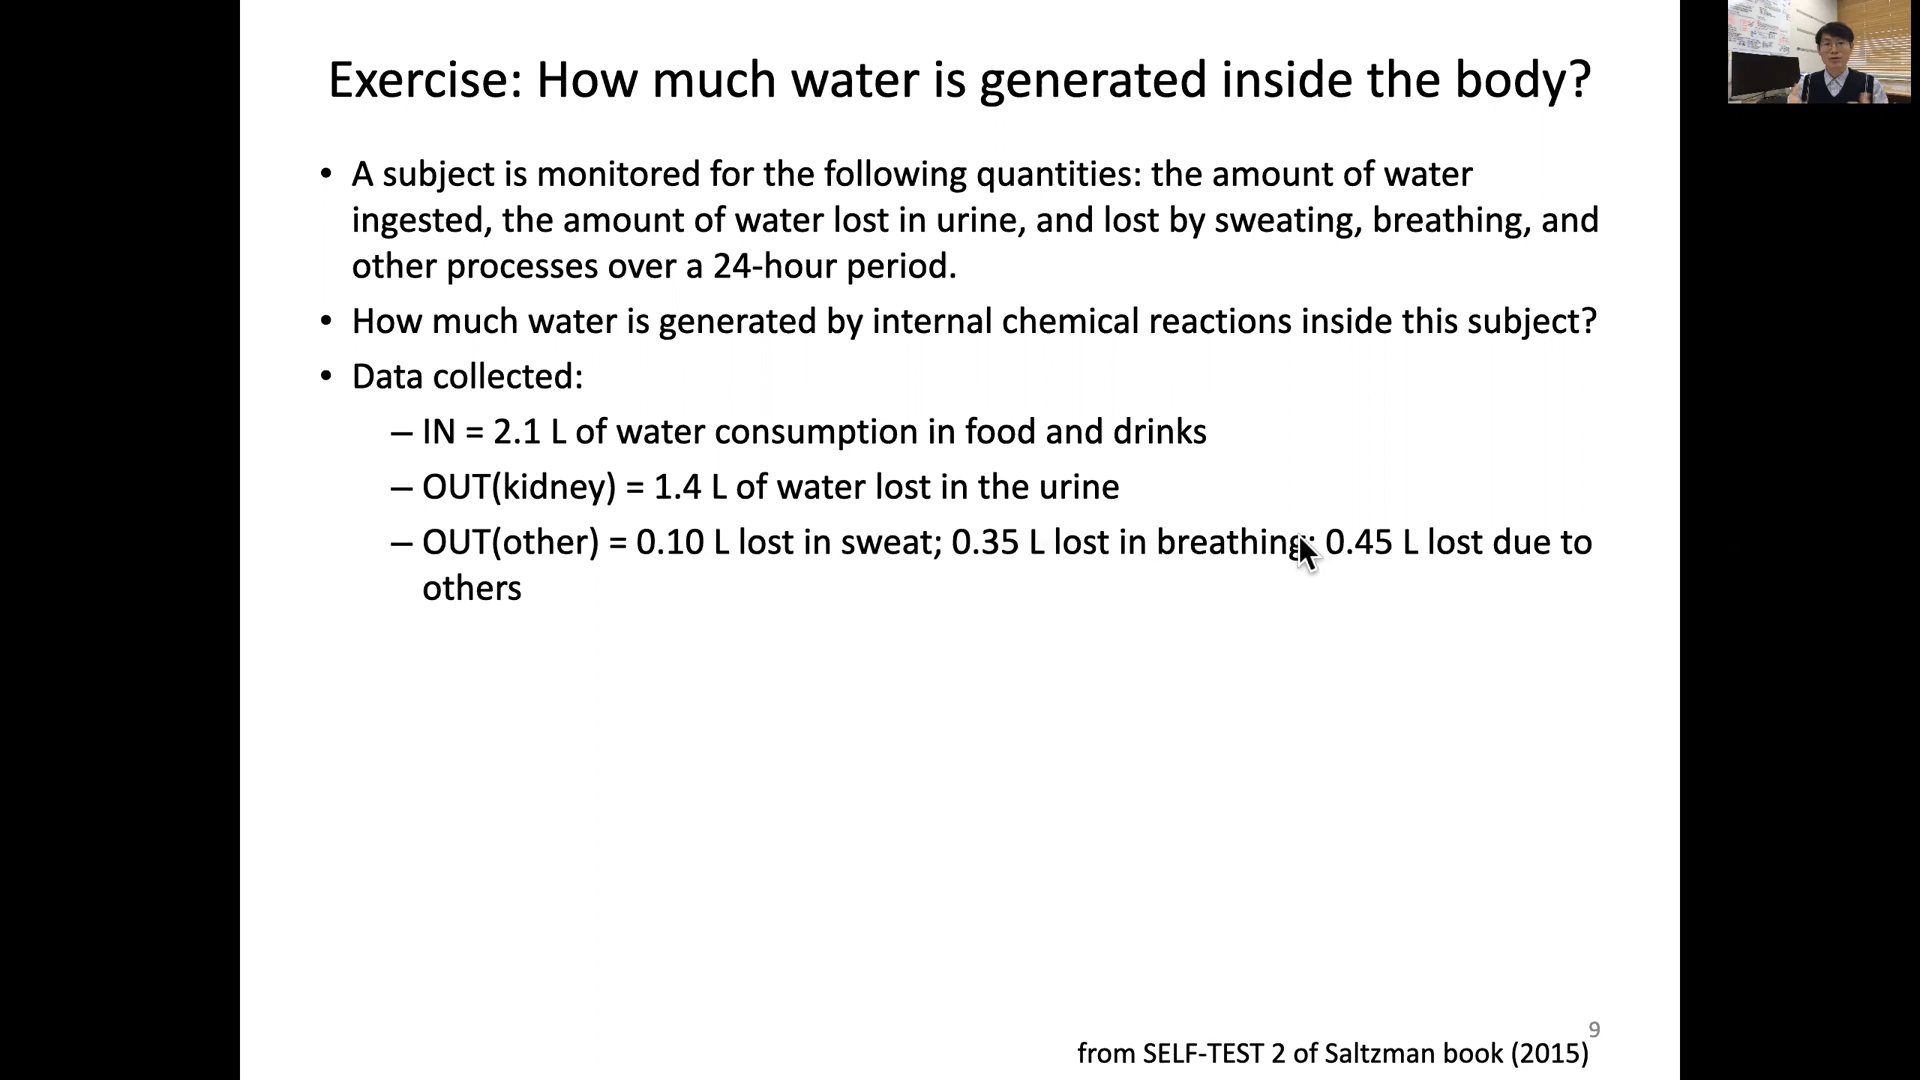 Exercise: How much water is generated inside the body?
• A subject is monitored for the following quantities: the amount of water
ingested, the amount of water lost in urine, and lost by sweating, breathing, and
other processes over a 24-hour period.
• How much water is generated by internal chemical reactions inside this subject?
• Data collected:
– IN = 2.1 L of water consumption in food and drinks
– OUT(kidney) = 1.4 L of water lost in the urine
– OUT(other) = 0.10 L lost in sweat; 0.35 L lost in breathing; 0.45 L lost due to
others
9
from SELF-TEST 2 of Saltzman book (2015)